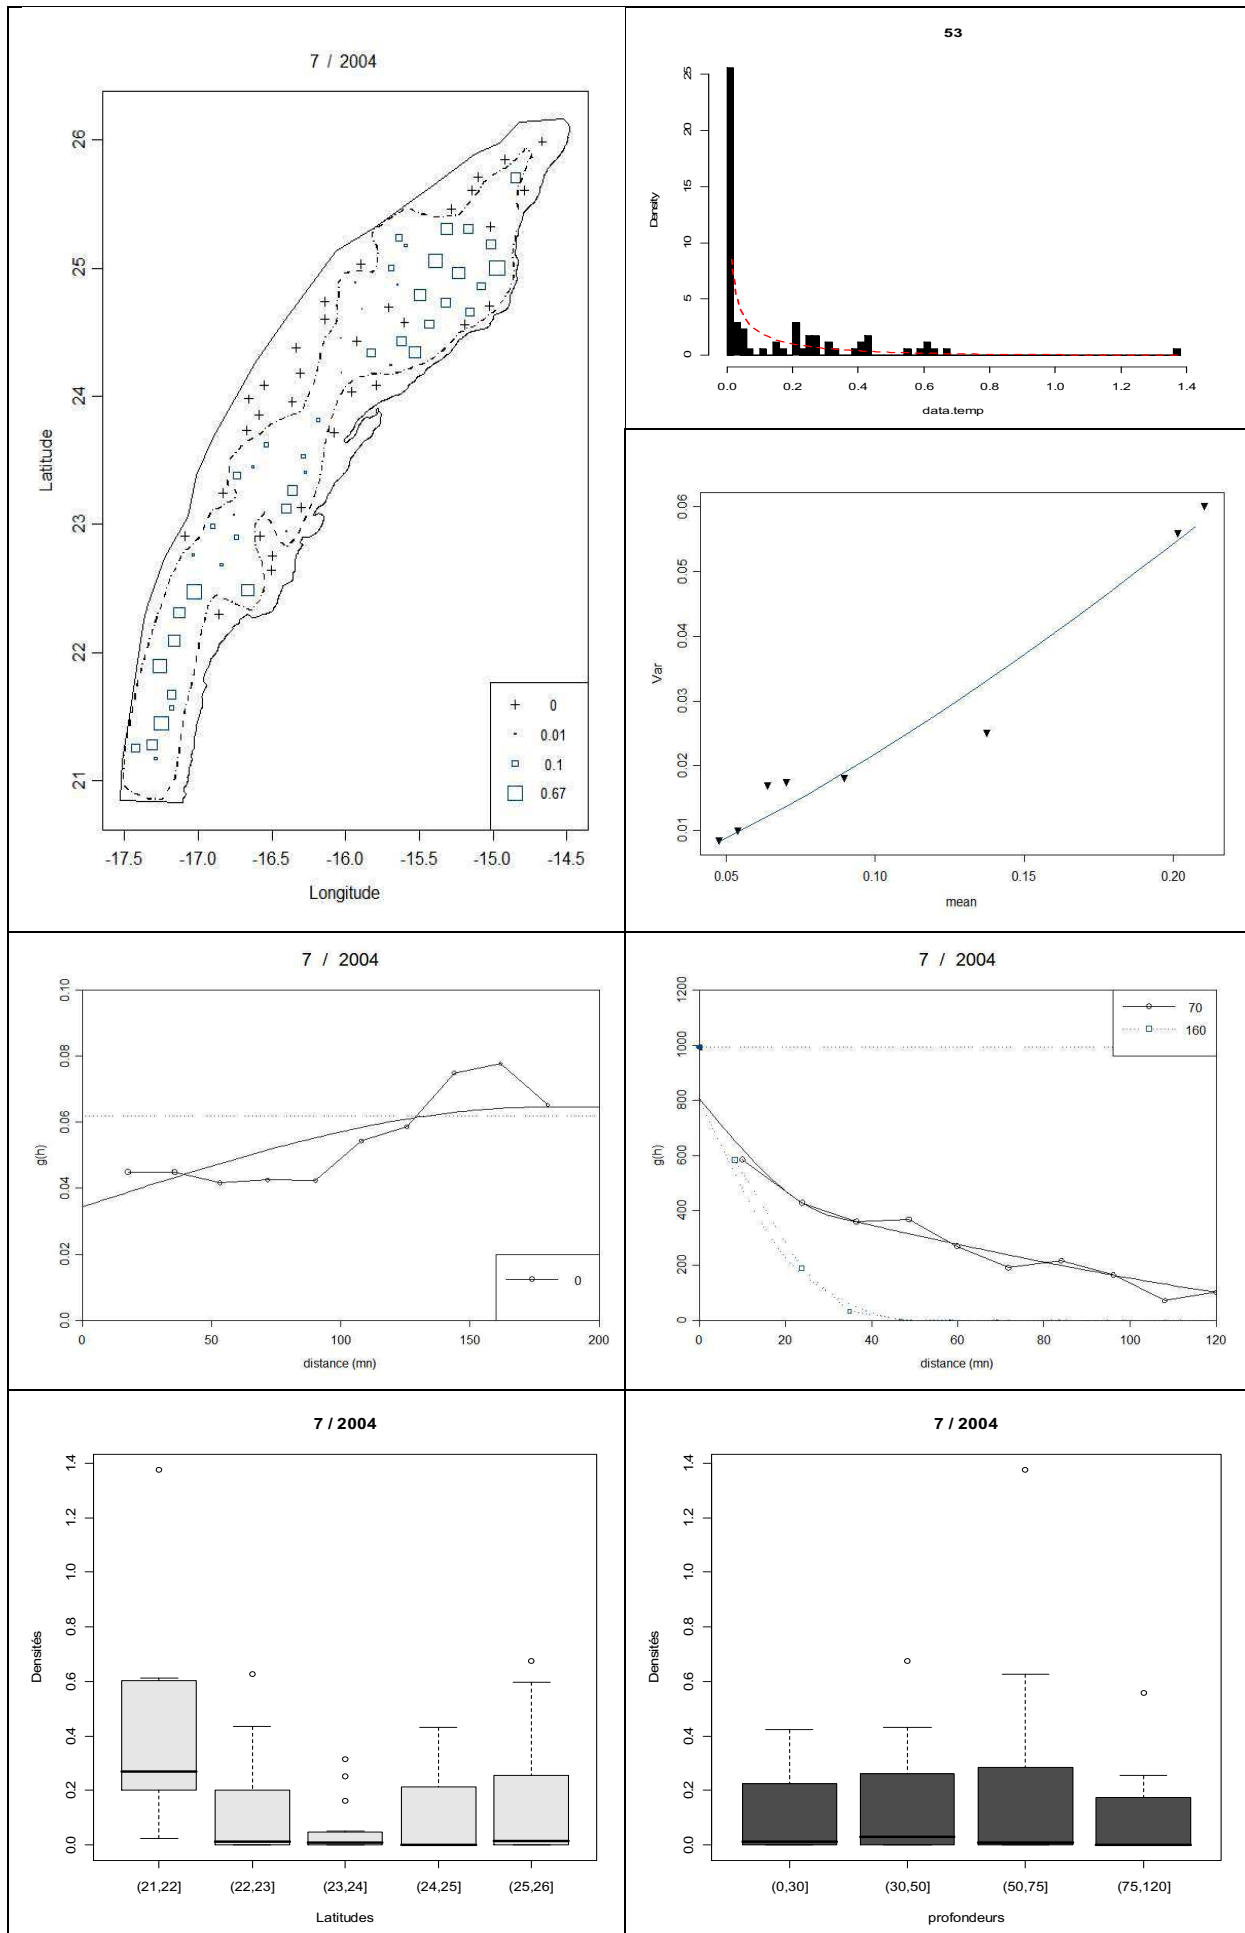 7 / 2004
Latitude
26
25
24
23
22
21
-17.5 -17.0 -16.5 -16.0 -15.5 -15.0 -14.5
Longitude
0
0.01
0.1
0.67
53
Density
25
20
15
10
5
0
0.0 0.2 0.4 0.6 0.8 1.0 1.2 1.4
data.temp
Var
0.06
0.05
0.04
0.03
0.02
0.01
0.05 0.10 0.15 0.20
mean
7 / 2004
g(h)
0.10
0.08
0.06
0.04
0.02
0.0
0 50 100 150 200
distance (mn)
0
7 / 2004
g(h)
1200
1000
800
600
400
200
0
0 20 40 60 80 100 120
distance (mn)
70
160
7 / 2004
Densités
1.4
1.2
1.0
0.8
0.6
0.4
0.2
0.0
(21,22] (22,23] (23,24] (24,25] (25,26]
Latitudes
7 / 2004
Densités
1.4
1.2
1.0
0.8
0.6
0.4
0.2
0.0
(0,30] (30,50] (50,75] (75,120]
profondeurs